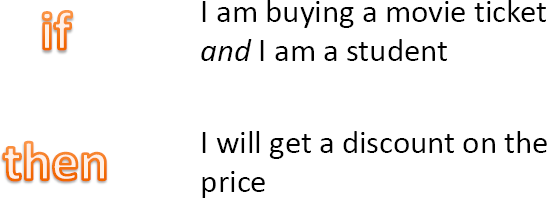 if
I am buying a movie ticket
and I am a student
then
I will get a discount on the
price